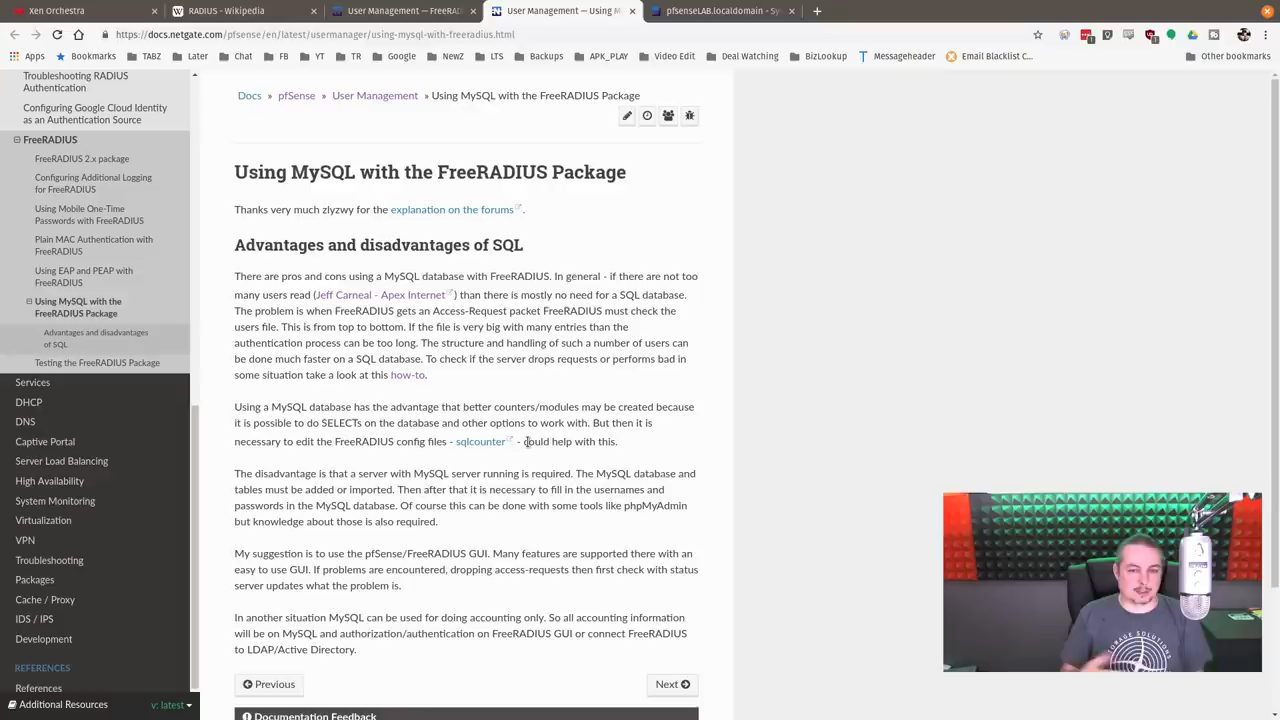 Xen Orchestra
RADIUS - Wikipedia
User Management — FreeRAD
User Management — Using M
pfsenseLAB.localdomain - Sy
https://docs.netgate.com/pfsense/en/latest/usermanager/using-mysql-with-freeradius.html
Apps
Bookmarks
TABZ
Later
Chat
FB
YT
TR
Google
NewZ
LTS
Backups
APK_PLAY
Video Edit
Deal Watching
BizLookup
Messageheader
Email Blacklist C...
Other bookmarks
Troubleshooting RADIUS
Authentication
Configuring Google Cloud Identity
as an Authentication Source
FreeRADIUS
FreeRADIUS 2.x package
Configuring Additional Logging
for FreeRADIUS
Using Mobile One-Time
Passwords with FreeRADIUS
Plain MAC Authentication with
FreeRADIUS
Using EAP and PEAP with
FreeRADIUS
Using MySQL with the
FreeRADIUS Package
Advantages and disadvantages
of SQL
Testing the FreeRADIUS Package
Services
DHCP
DNS
Captive Portal
Server Load Balancing
High Availability
System Monitoring
Virtualization
VPN
Troubleshooting
Packages
Cache / Proxy
IDS / IPS
Development
REFERENCES
References
Additional Resources
v: latest
Docs » pfSense » User Management » Using MySQL with the FreeRADIUS Package
Using MySQL with the FreeRADIUS Package
Thanks very much zlyzwy for the explanation on the forums.
Advantages and disadvantages of SQL
There are pros and cons using a MySQL database with FreeRADIUS. In general - if there are not too
many users read (Jeff Carneal - Apex Internet) than there is mostly no need for a SQL database.
The problem is when FreeRADIUS gets an Access-Request packet FreeRADIUS must check the
users file. This is from top to bottom. If the file is very big with many entries than the
authentication process can be too long. The structure and handling of such a number of users can
be done much faster on a SQL database. To check if the server drops requests or performs bad in
some situation take a look at this how-to.
Using a MySQL database has the advantage that better counters/modules may be created because
it is possible to do SELECTs on the database and other options to work with. But then it is
necessary to edit the FreeRADIUS config files - sqlcounter - could help with this.
The disadvantage is that a server with MySQL server running is required. The MySQL database and
tables must be added or imported. Then after that it is necessary to fill in the usernames and
passwords in the MySQL database. Of course this can be done with some tools like phpMyAdmin
but knowledge about those is also required.
My suggestion is to use the pfSense/FreeRADIUS GUI. Many features are supported there with an
easy to use GUI. If problems are encountered, dropping access-requests then first check with status
server updates what the problem is.
In another situation MySQL can be used for doing accounting only. So all accounting information
will be on MySQL and authorization/authentication on FreeRADIUS GUI or connect FreeRADIUS
to LDAP/Active Directory.
Previous
Next
Documentation Feedback